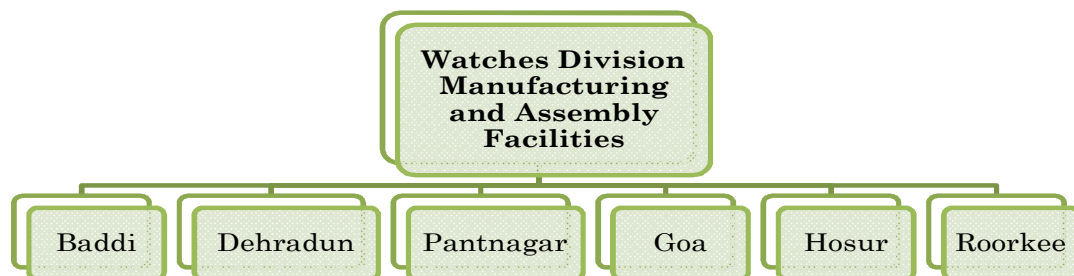 Watches Division
Manufacturing
and Assembly
Facilities
Baddi
Dehradun
Pantnagar
Goa
Hosur
Roorkee